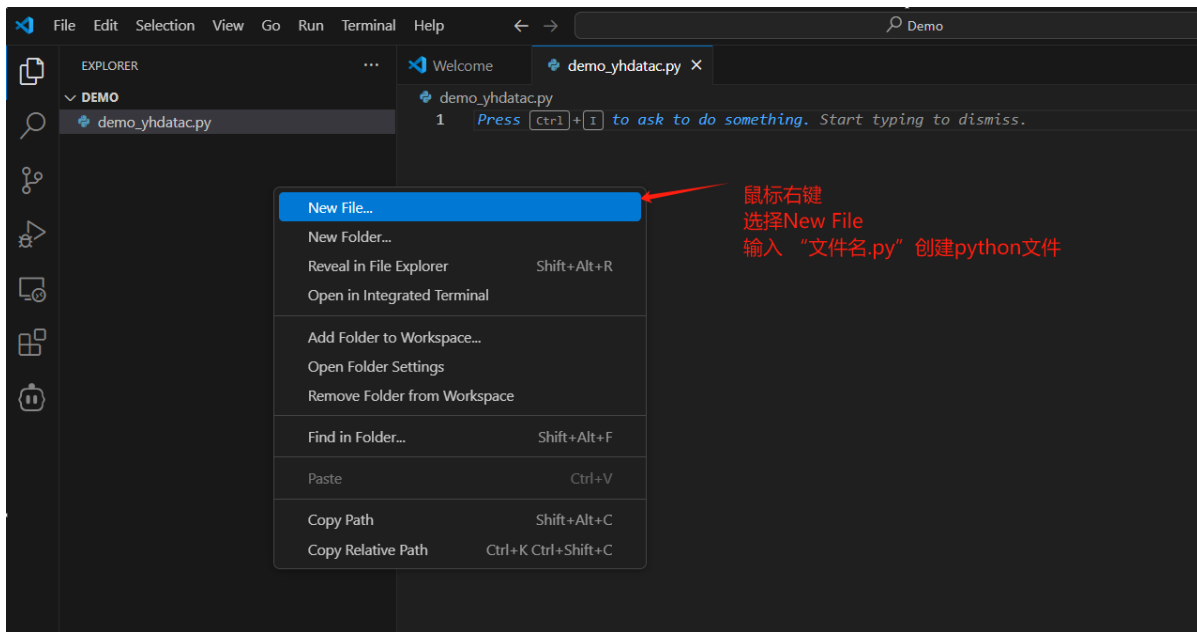 File Edit Selection View Go Run Terminal Help
Demo
EXPLORER
Welcome
demo_yhdatac.py
DEMO
demo_yhdatac.py
demo_yhdatac.py
1 Press Ctrl+I to ask to do something. Start typing to dismiss.
New File...
New Folder...
Reveal in File Explorer Shift+Alt+R
Open in Integrated Terminal
Add Folder to Workspace...
Open Folder Settings
Remove Folder from Workspace
Find in Folder... Shift+Alt+F
Paste Ctrl+V
Copy Path Shift+Alt+C
Copy Relative Path Ctrl+K Ctrl+Shift+C
鼠标右键
选择New File
输入 “文件名.py”创建python文件